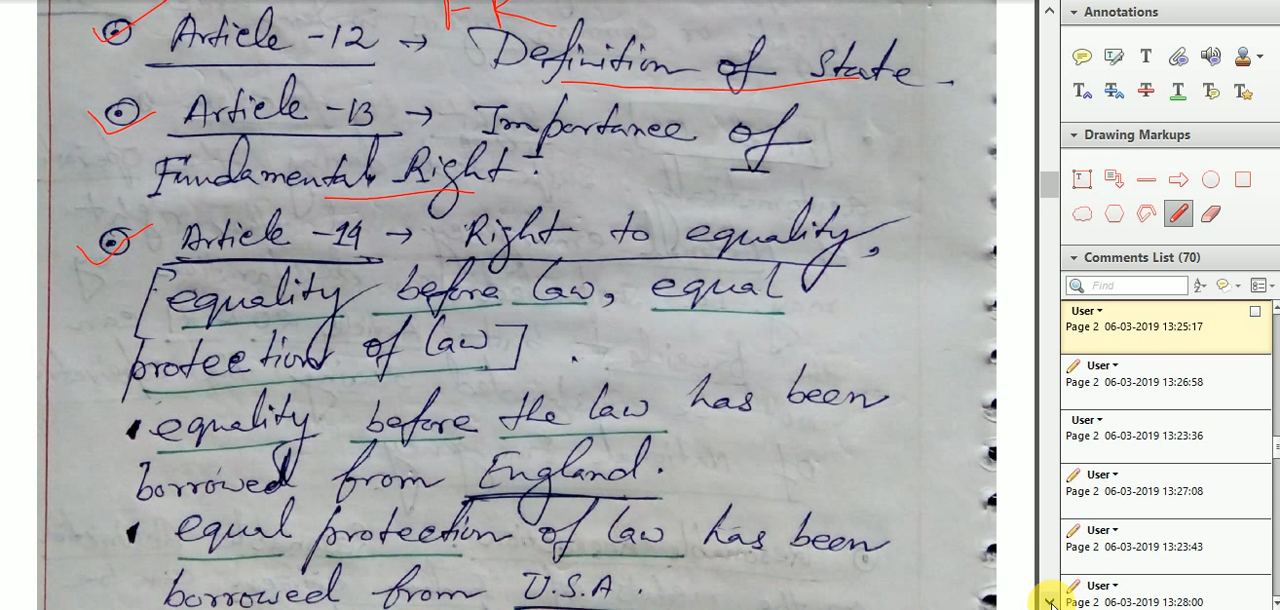 FR
Article -12 → Definition of state.
Article -13 → Importance of
Fundamental Right.
Article -14 → Right to equality,
[equality before law, equal
protection of law].
equality before the law has been
borrowed from England.
equal protection of law has been
borrowed from U.S.A.
Annotations
Drawing Markups
Comments List (70)
Find
User
Page 2 06-03-2019 13:25:17
User
Page 2 06-03-2019 13:26:58
User
Page 2 06-03-2019 13:23:36
User
Page 2 06-03-2019 13:27:08
User
Page 2 06-03-2019 13:23:43
User
Page 2 06-03-2019 13:28:00